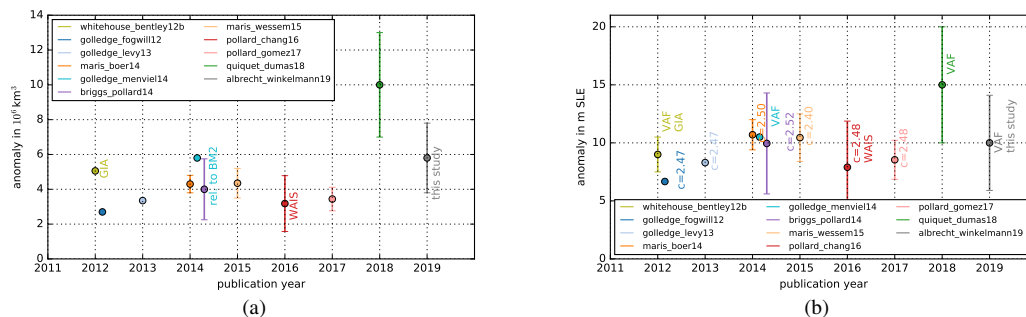 14
12
10
8
6
4
2
0
anomaly in 10⁶ km³
whitehouse_bentley12b
golledge_fogwill12
golledge_levy13
maris_boer14
golledge_menviel14
briggs_pollard14
maris_wessem15
pollard_chang16
pollard_gomez17
quiquet_dumas18
albrecht_winkelmann19
GIA
rel. to BM2
WAIS
this study
2011 2012 2013 2014 2015 2016 2017 2018 2019
publication year
(a)
20
15
10
5
0
anomaly in m SLE
VAF
GIA
c=2.47
c=2.47
c=2.50
VAF
c=2.52
c=2.40
c=2.48
WAIS
c=2.48
VAF
VAF
this study
whitehouse_bentley12b
golledge_fogwill12
golledge_levy13
maris_boer14
golledge_menviel14
briggs_pollard14
maris_wessem15
pollard_chang16
pollard_gomez17
quiquet_dumas18
albrecht_winkelmann19
2011 2012 2013 2014 2015 2016 2017 2018 2019
publication year
(b)